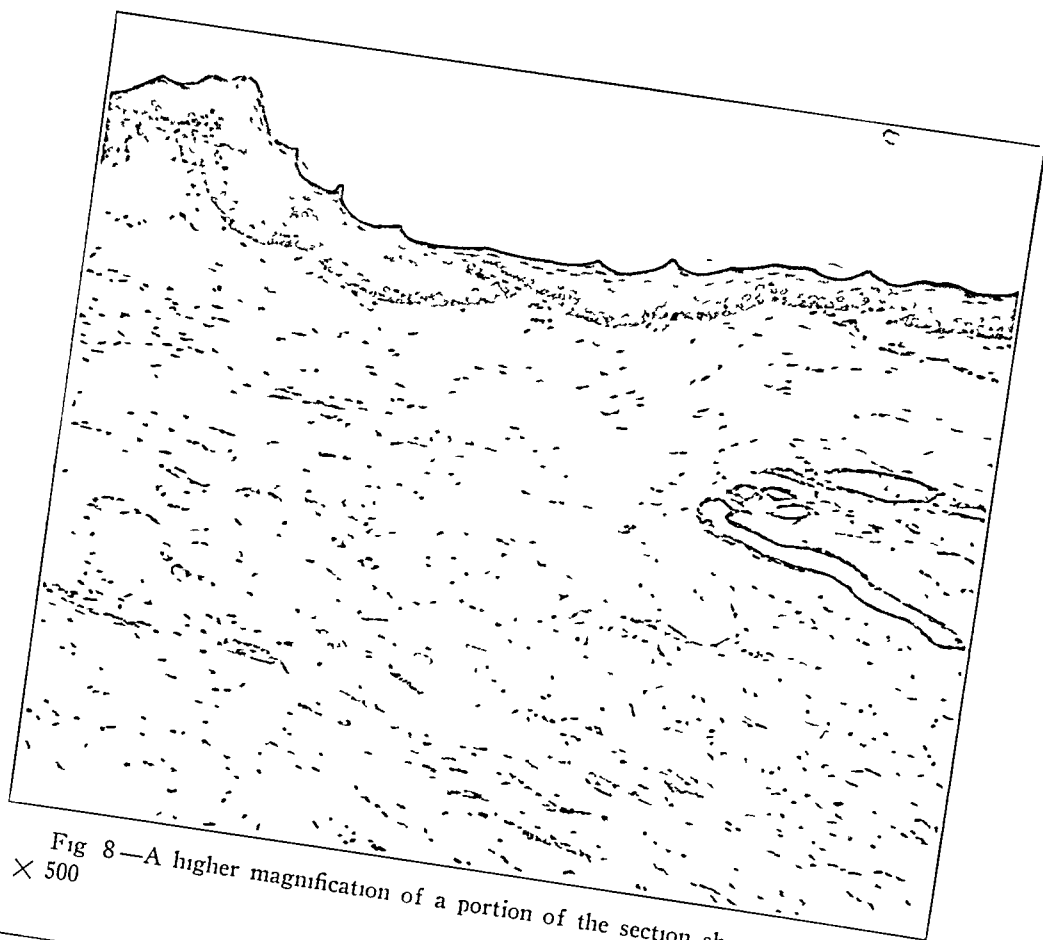 Fig 8—A higher magnification of a portion of the section
× 500